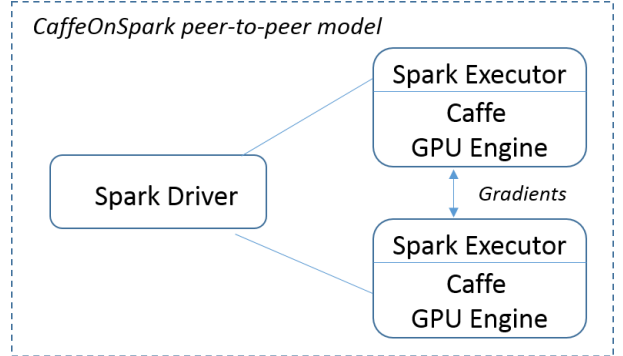 CaffeOnSpark peer-to-peer model
Spark Executor
Caffe
GPU Engine
Spark Driver
Gradients
Spark Executor
Caffe
GPU Engine